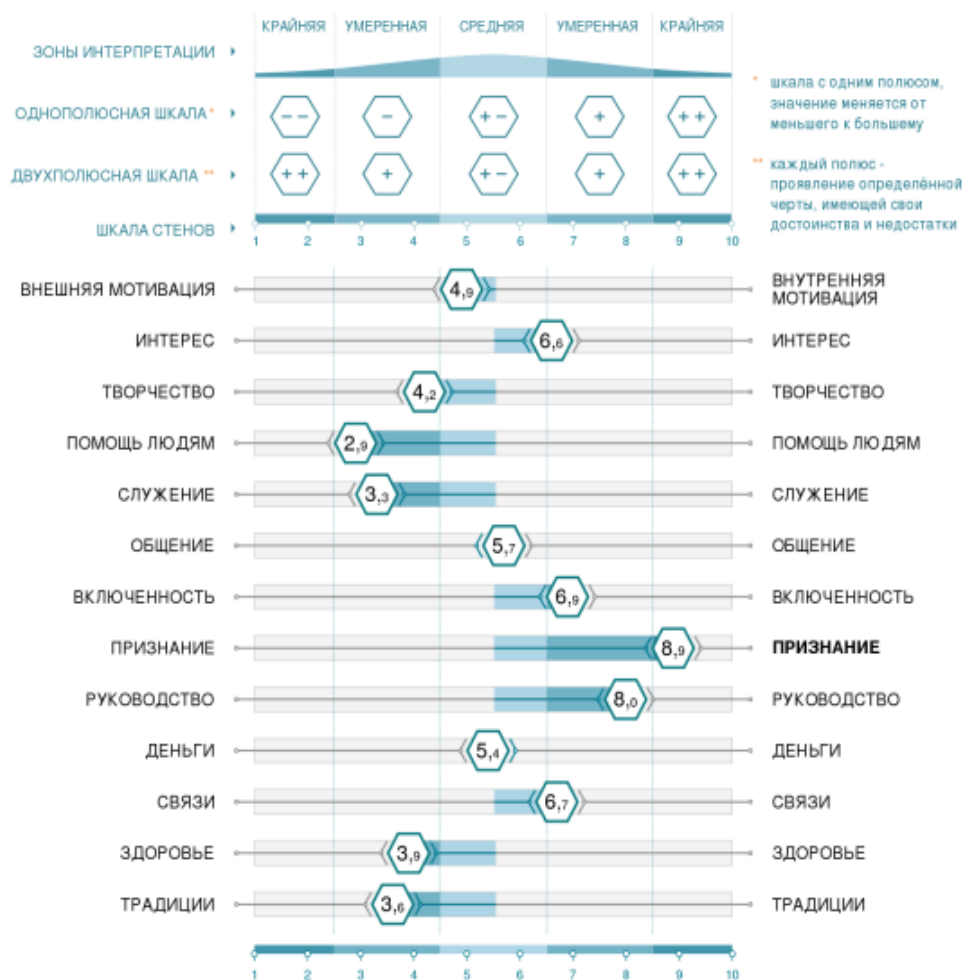 КРАЙНЯЯ УМЕРЕННАЯ СРЕДНЯЯ УМЕРЕННАЯ КРАЙНЯЯ
ЗОНЫ ИНТЕРПРЕТАЦИИ
ОДНОПОЛЮСНАЯ ШКАЛА* - - - + - + + +
* шкала с одним полюсом,
значение меняется от
меньшего к большему
ДВУХПОЛЮСНАЯ ШКАЛА ** + + + + - + + +
** каждый полюс -
проявление определённой
черты, имеющей свои
достоинства и недостатки
ШКАЛА СТЕНОВ
1 2 3 4 5 6 7 8 9 10
ВНЕШНЯЯ МОТИВАЦИЯ 4,9 ВНУТРЕННЯЯ
МОТИВАЦИЯ
ИНТЕРЕС 6,6 ИНТЕРЕС
ТВОРЧЕСТВО 4,2 ТВОРЧЕСТВО
ПОМОЩЬ ЛЮДЯМ 2,9 ПОМОЩЬ ЛЮДЯМ
СЛУЖЕНИЕ 3,3 СЛУЖЕНИЕ
ОБЩЕНИЕ 5,7 ОБЩЕНИЕ
ВКЛЮЧЕННОСТЬ 6,9 ВКЛЮЧЕННОСТЬ
ПРИЗНАНИЕ 8,9 ПРИЗНАНИЕ
РУКОВОДСТВО 8,0 РУКОВОДСТВО
ДЕНЬГИ 5,4 ДЕНЬГИ
СВЯЗИ 6,7 СВЯЗИ
ЗДОРОВЬЕ 3,9 ЗДОРОВЬЕ
ТРАДИЦИИ 3,6 ТРАДИЦИИ
1 2 3 4 5 6 7 8 9 10